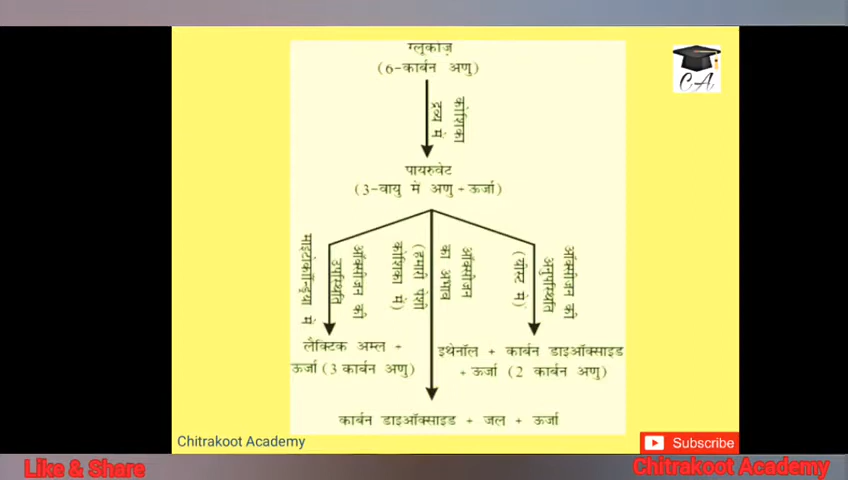 ग्लूकोज़
(6-कार्बन अणु)
कोशिका
द्रव्य में
पायरुवेट
(3-वायु में अणु + ऊर्जा)
माइटोकॉन्ड्रिया में
ऑक्सीजन की
उपस्थिति
(हमारी पेशी
कोशिका में)
ऑक्सीजन
का अभाव
(यीस्ट में)
ऑक्सीजन की
अनुपस्थिति
लैक्टिक अम्ल +
ऊर्जा (3 कार्बन अणु)
इथेनॉल + कार्बन डाइऑक्साइड
+ ऊर्जा (2 कार्बन अणु)
कार्बन डाइऑक्साइड + जल + ऊर्जा
CA
Chitrakoot Academy
Subscribe
Like & Share
Chitrakoot Academy